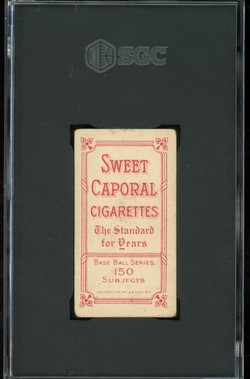 SGC
SWEET
CAPORAL
CIGARETTES
The Standard
for Years
BASE BALL SERIES
150
SUBJECTS